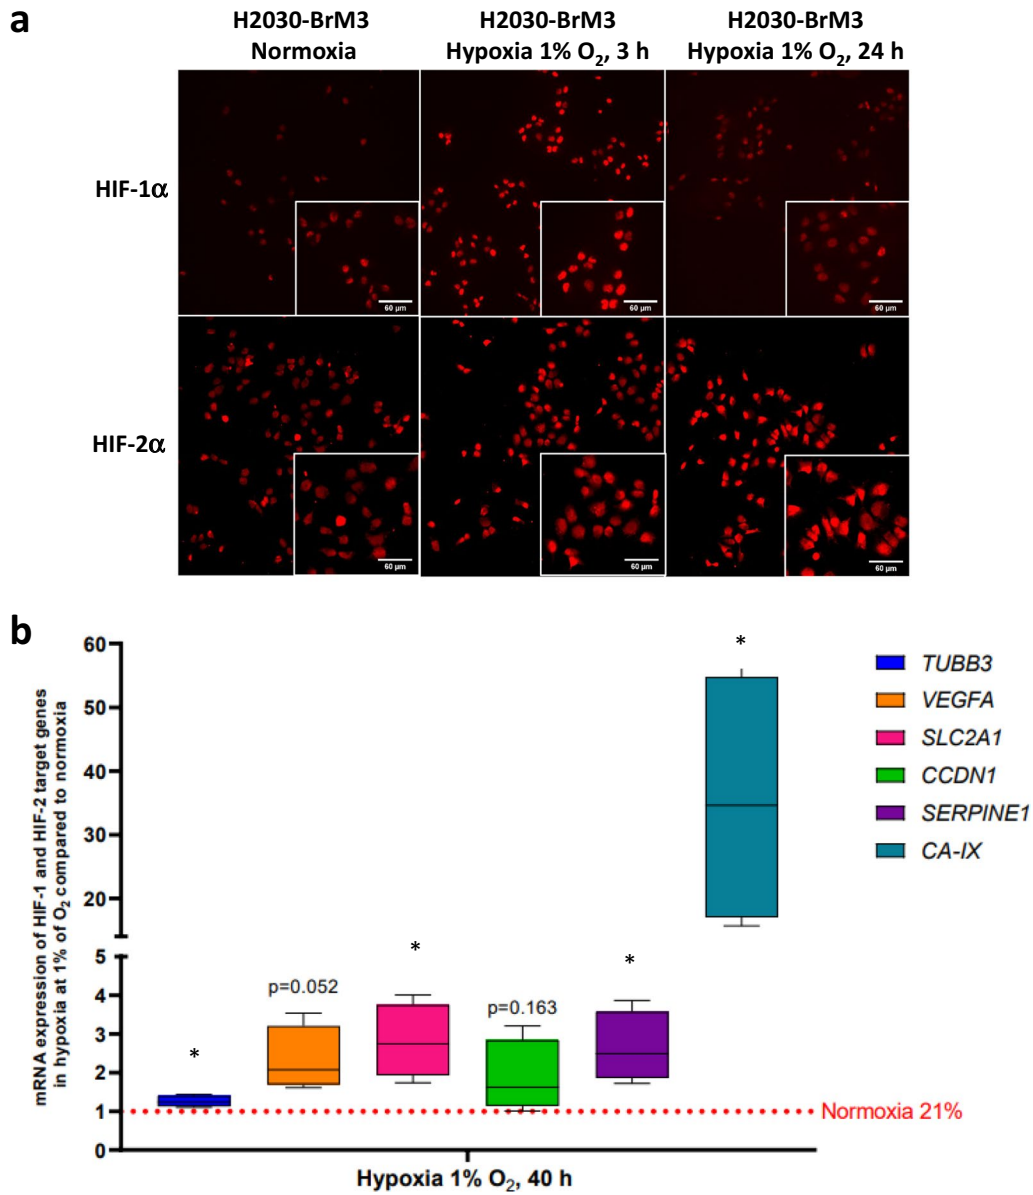 a
H2030-BrM3
Normoxia
H2030-BrM3
Hypoxia 1% O₂, 3 h
H2030-BrM3
Hypoxia 1% O₂, 24 h
HIF-1α
60 µm
60 µm
60 µm
HIF-2α
60 µm
60 µm
60 µm
b
mRNA expression of HIF-1 and HIF-2 target genes
in hypoxia at 1% of O₂ compared to normoxia
60
50
40
30
20
5
4
3
2
1
0
*
p=0.052
*
p=0.163
*
*
Normoxia 21%
Hypoxia 1% O₂, 40 h
TUBB3
VEGFA
SLC2A1
CCDN1
SERPINE1
CA-IX